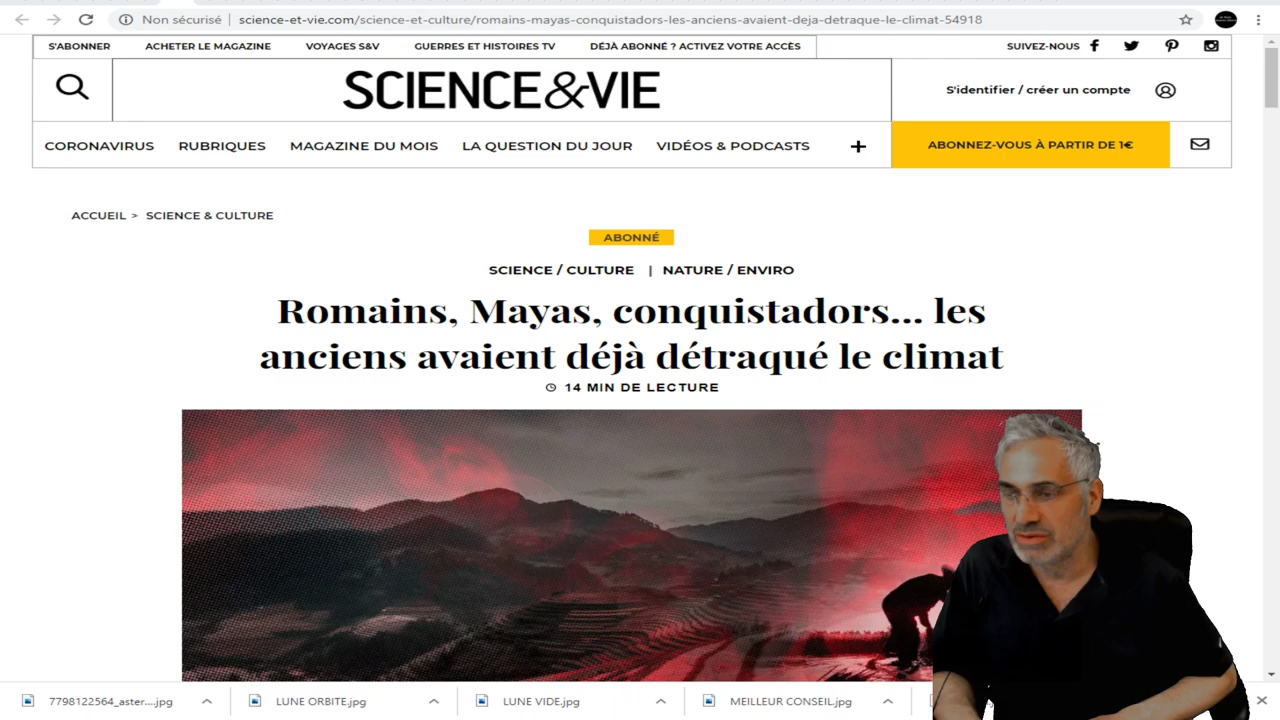 Non sécurisé | science-et-vie.com/science-et-culture/romains-mayas-conquistadors-les-anciens-avaient-deja-detraque-le-climat-54918
S'ABONNER ACHETER LE MAGAZINE VOYAGES S&V GUERRES ET HISTOIRES TV DÉJÀ ABONNÉ ? ACTIVEZ VOTRE ACCÈS SUIVEZ-NOUS
SCIENCE&VIE
S'identifier / créer un compte
CORONAVIRUS RUBRIQUES MAGAZINE DU MOIS LA QUESTION DU JOUR VIDÉOS & PODCASTS + ABONNEZ-VOUS À PARTIR DE 1€
ACCUEIL > SCIENCE & CULTURE
ABONNÉ
SCIENCE / CULTURE | NATURE / ENVIRO
Romains, Mayas, conquistadors... les
anciens avaient déjà détraqué le climat
14 MIN DE LECTURE
7798122564_aster....jpg LUNE ORBITE.jpg LUNE VIDE.jpg MEILLEUR CONSEIL.jpg